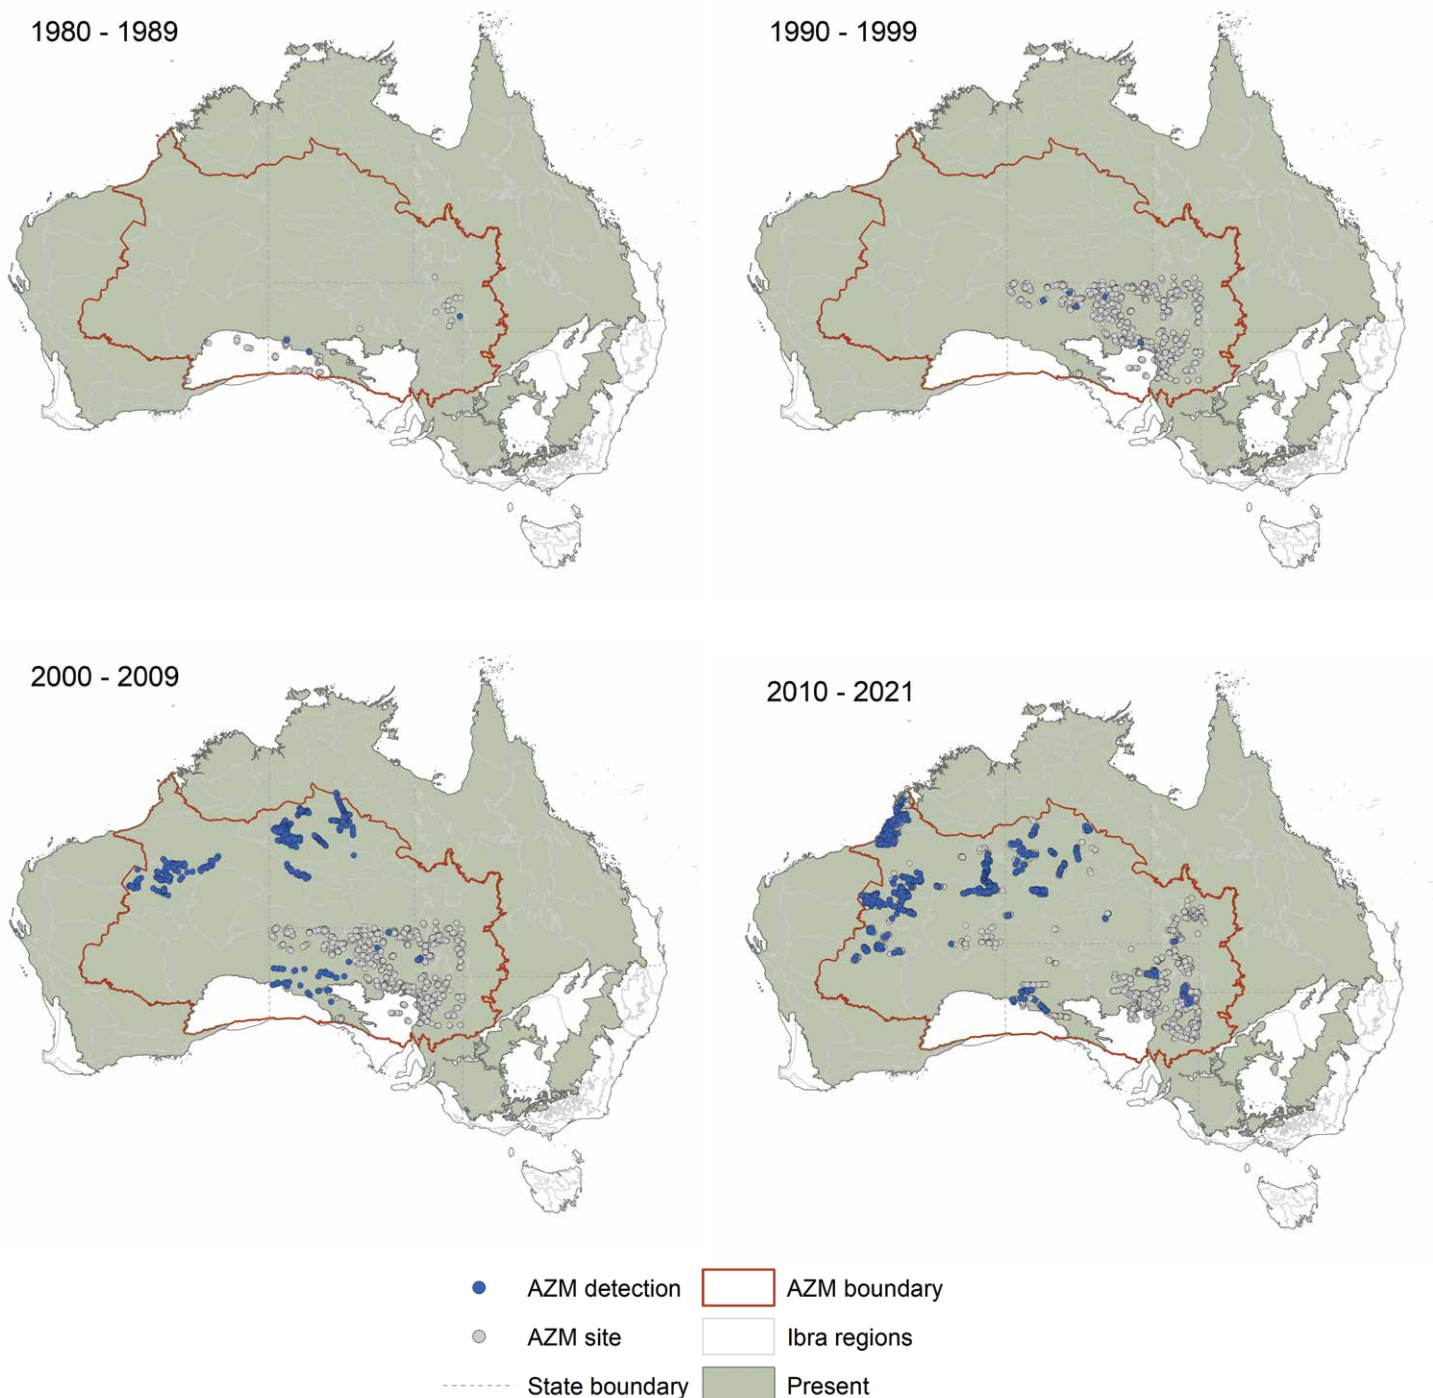 1980 - 1989
1990 - 1999
2000 - 2009
2010 - 2021
AZM detection
AZM boundary
AZM site
Ibra regions
State boundary
Present